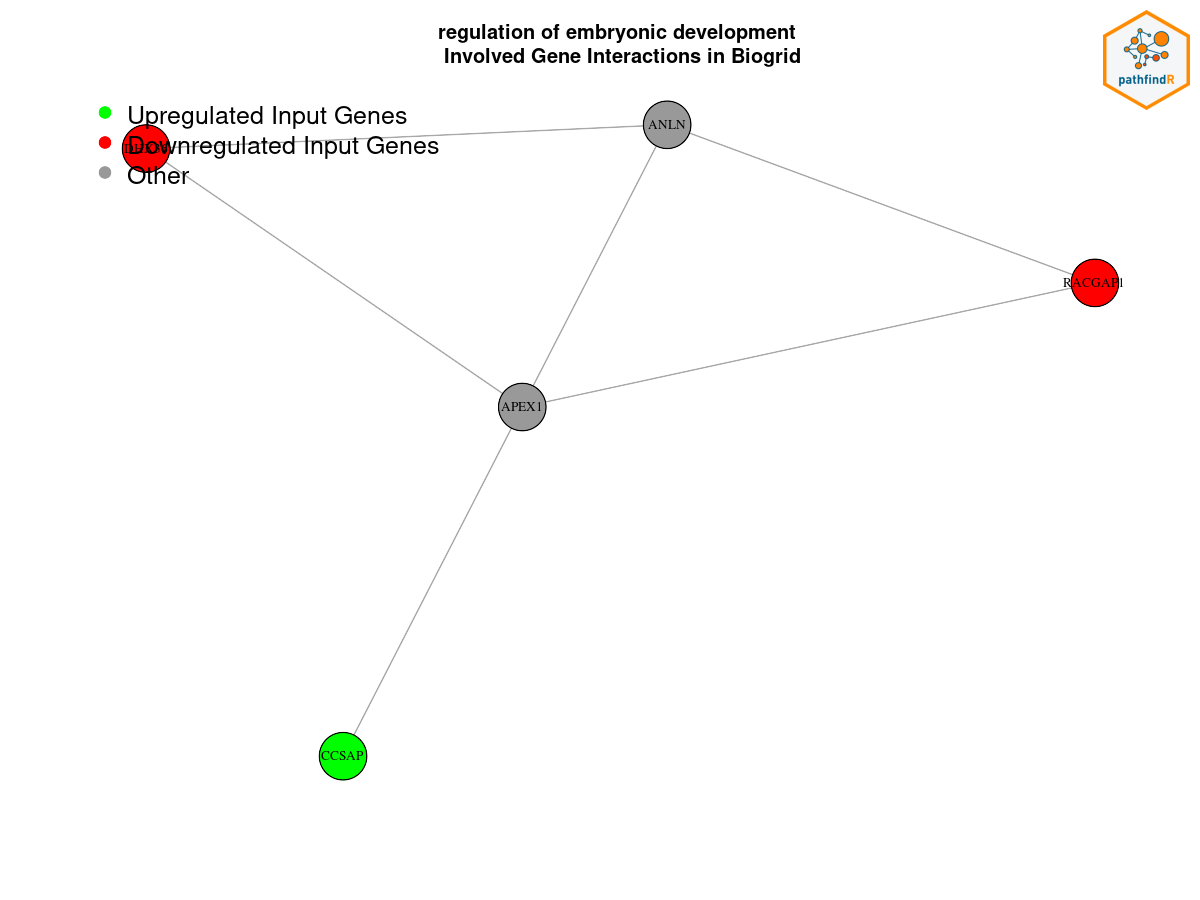 regulation of embryonic development
Involved Gene Interactions in Biogrid
pathfindR
Upregulated Input Genes
Downregulated Input Genes
Other
ANLN
RACGAP1
APEX1
CCSAP